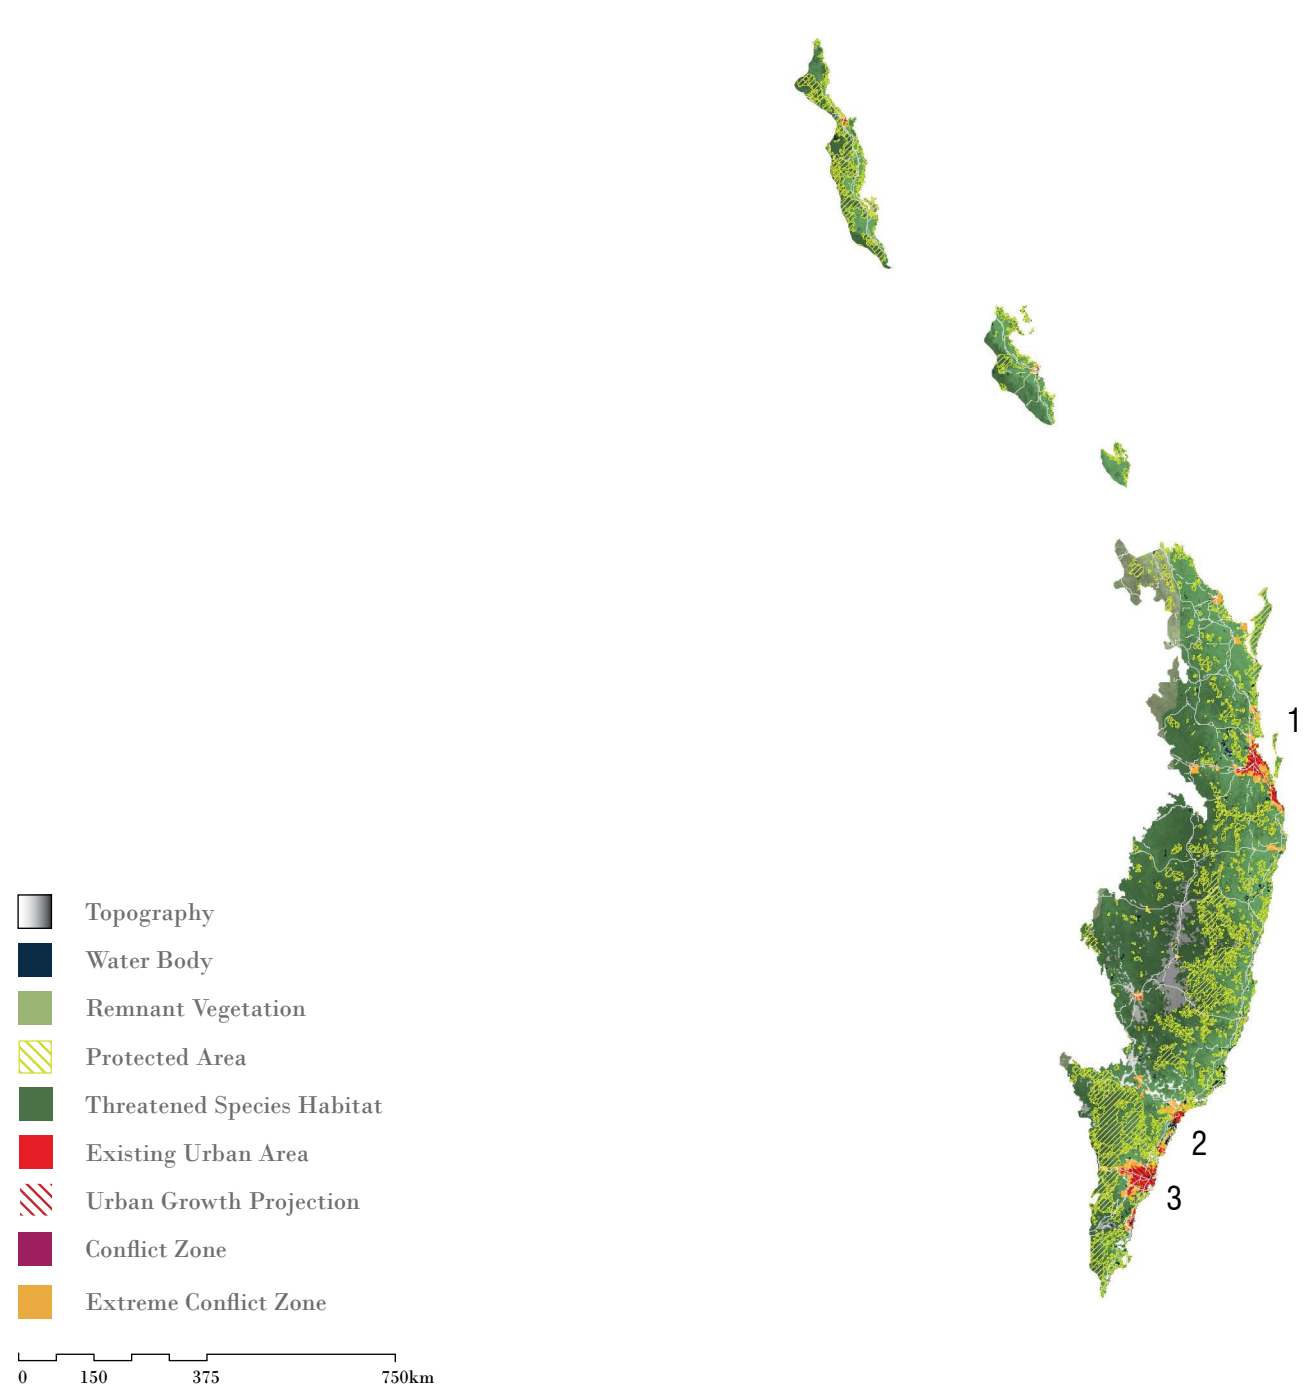 1
Topography
Water Body
Remnant Vegetation
Protected Area
Threatened Species Habitat
2
Existing Urban Area
3
Urban Growth Projection
Conflict Zone
Extreme Conflict Zone
0 150 375 750km